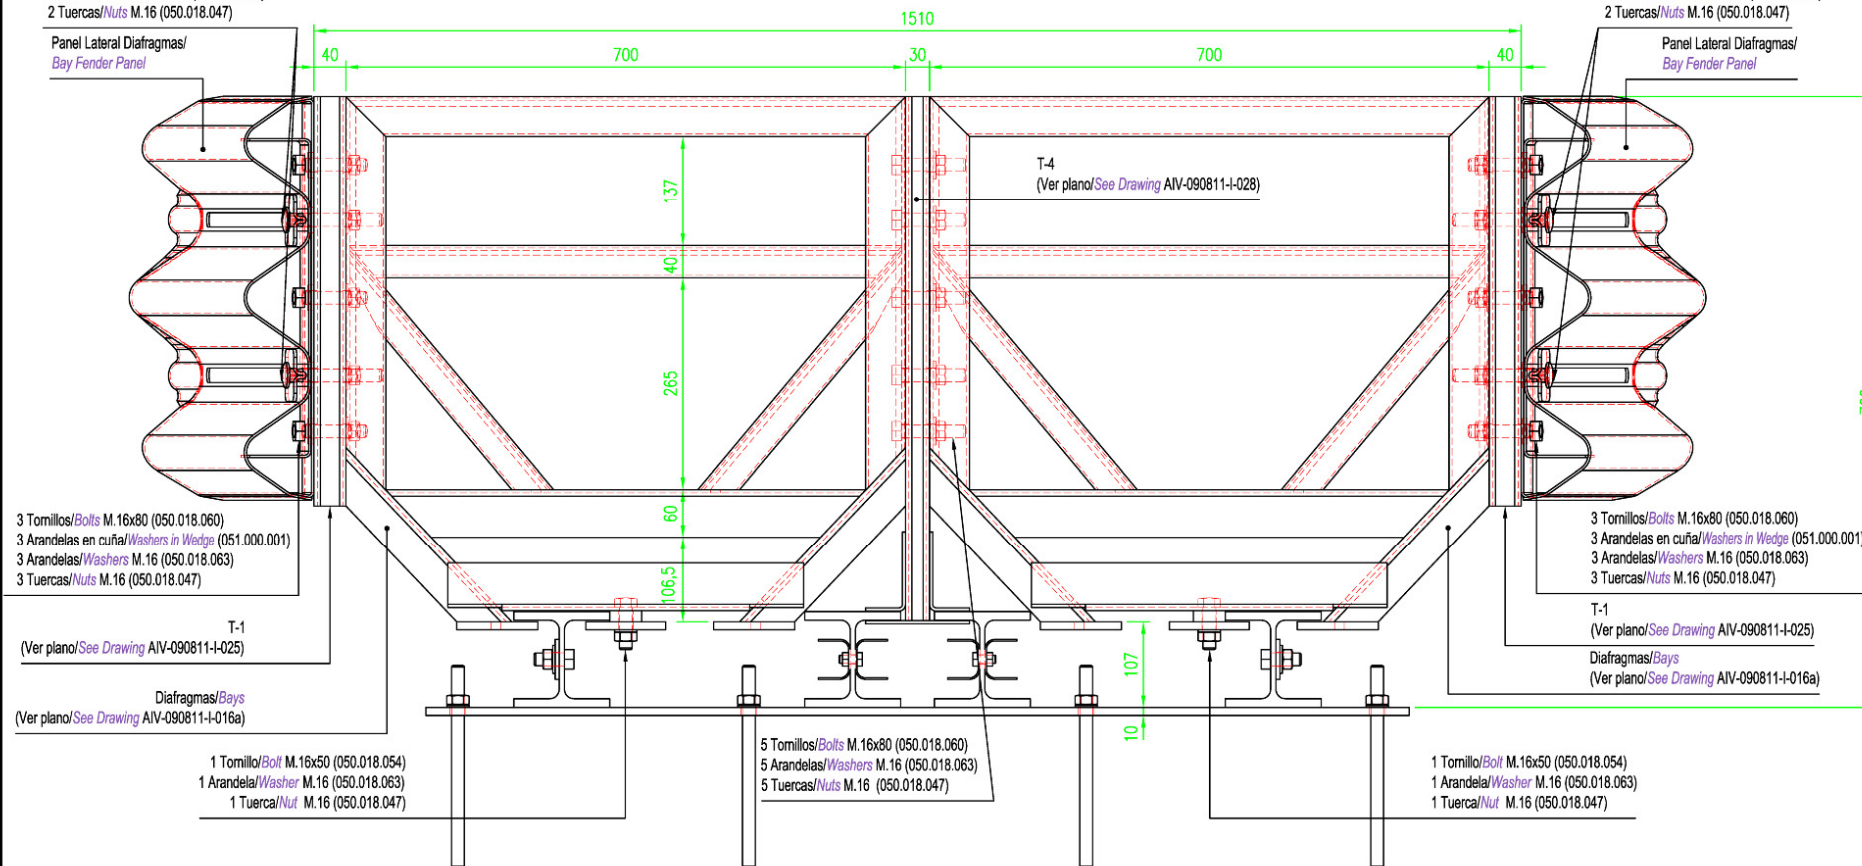 2 Tuercas/Nuts M.16 (050.018.047)
Panel Lateral Diafragmas/
Bay Fender Panel
1510
40
700
30
700
40
2 Tuercas/Nuts M.16 (050.018.047)
Panel Lateral Diafragmas/
Bay Fender Panel
T-4
(Ver plano/See Drawing AIV-090811-I-028)
137
40
265
60
106,5
107
10
3 Tornillos/Bolts M.16x80 (050.018.060)
3 Arandelas en cuña/Washers in Wedge (051.000.001)
3 Arandelas/Washers M.16 (050.018.063)
3 Tuercas/Nuts M.16 (050.018.047)
T-1
(Ver plano/See Drawing AIV-090811-I-025)
Diafragmas/Bays
(Ver plano/See Drawing AIV-090811-I-016a)
1 Tornillo/Bolt M.16x50 (050.018.054)
1 Arandela/Washer M.16 (050.018.063)
1 Tuerca/Nut M.16 (050.018.047)
5 Tornillos/Bolts M.16x80 (050.018.060)
5 Arandelas/Washers M.16 (050.018.063)
5 Tuercas/Nuts M.16 (050.018.047)
3 Tornillos/Bolts M.16x80 (050.018.060)
3 Arandelas en cuña/Washers in Wedge (051.000.001)
3 Arandelas/Washers M.16 (050.018.063)
3 Tuercas/Nuts M.16 (050.018.047)
T-1
(Ver plano/See Drawing AIV-090811-I-025)
Diafragmas/Bays
(Ver plano/See Drawing AIV-090811-I-016a)
1 Tornillo/Bolt M.16x50 (050.018.054)
1 Arandela/Washer M.16 (050.018.063)
1 Tuerca/Nut M.16 (050.018.047)